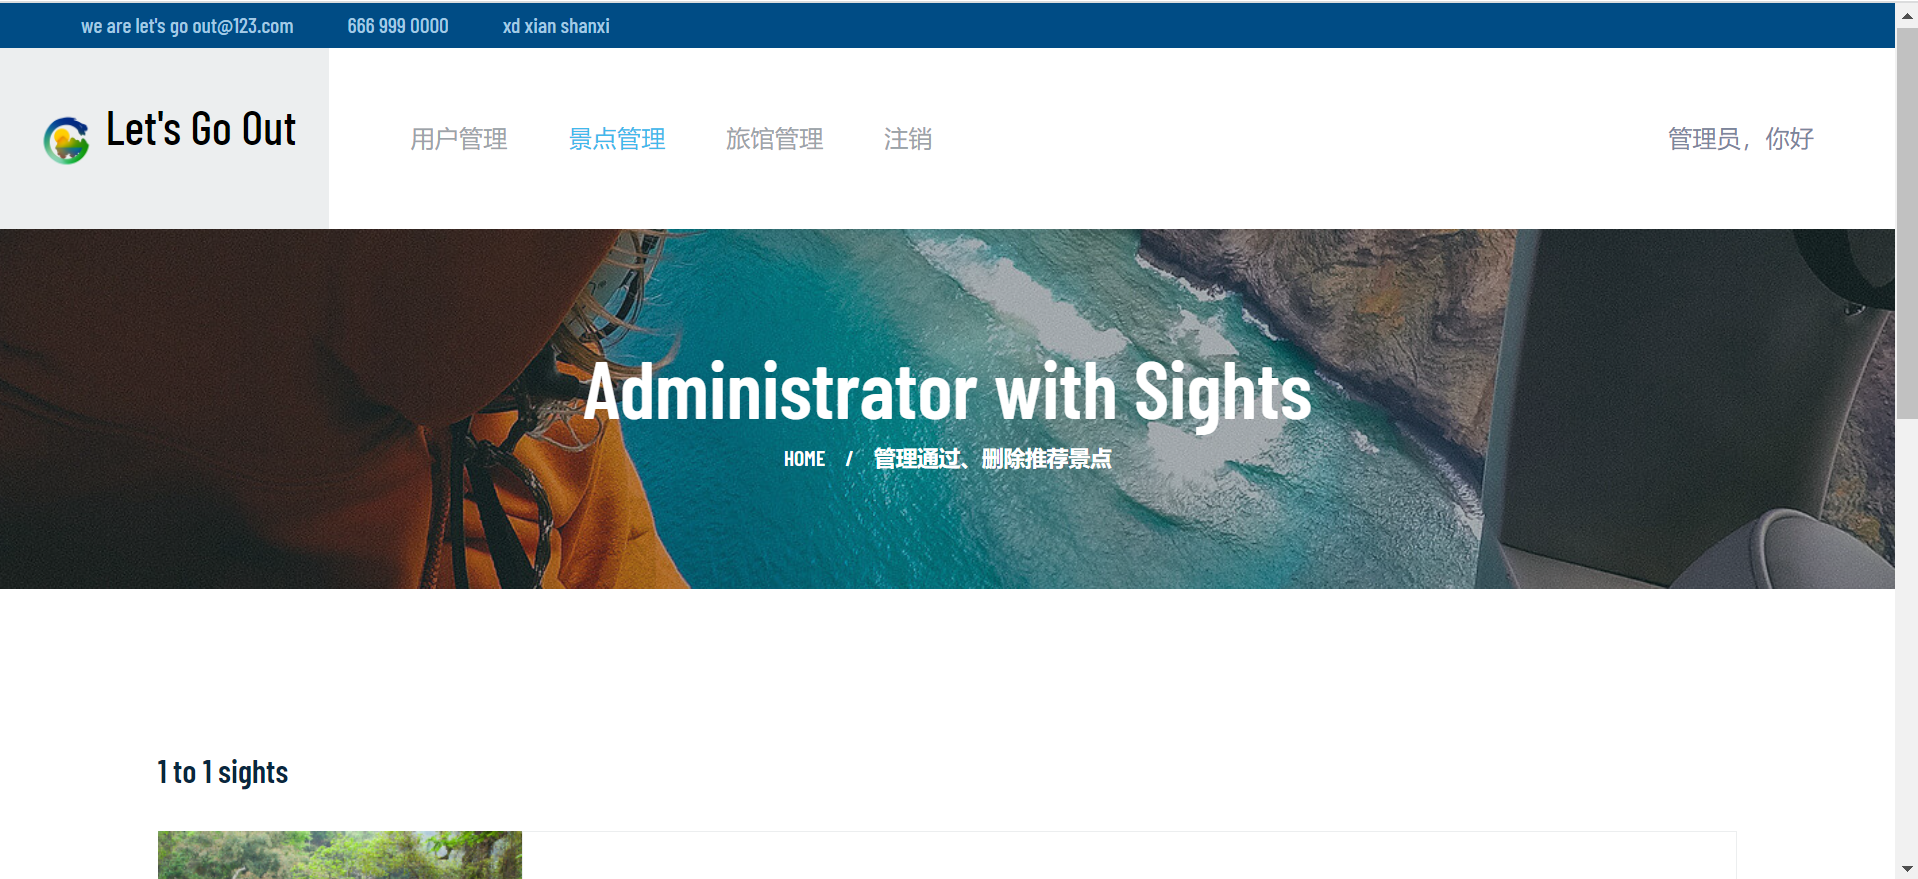 we are let's go out@123.com 666 999 0000 xd xian shanxi
Let's Go Out
用户管理 景点管理 旅馆管理 注销 管理员，你好
Administrator with Sights
HOME / 管理通过、删除推荐景点
1 to 1 sights